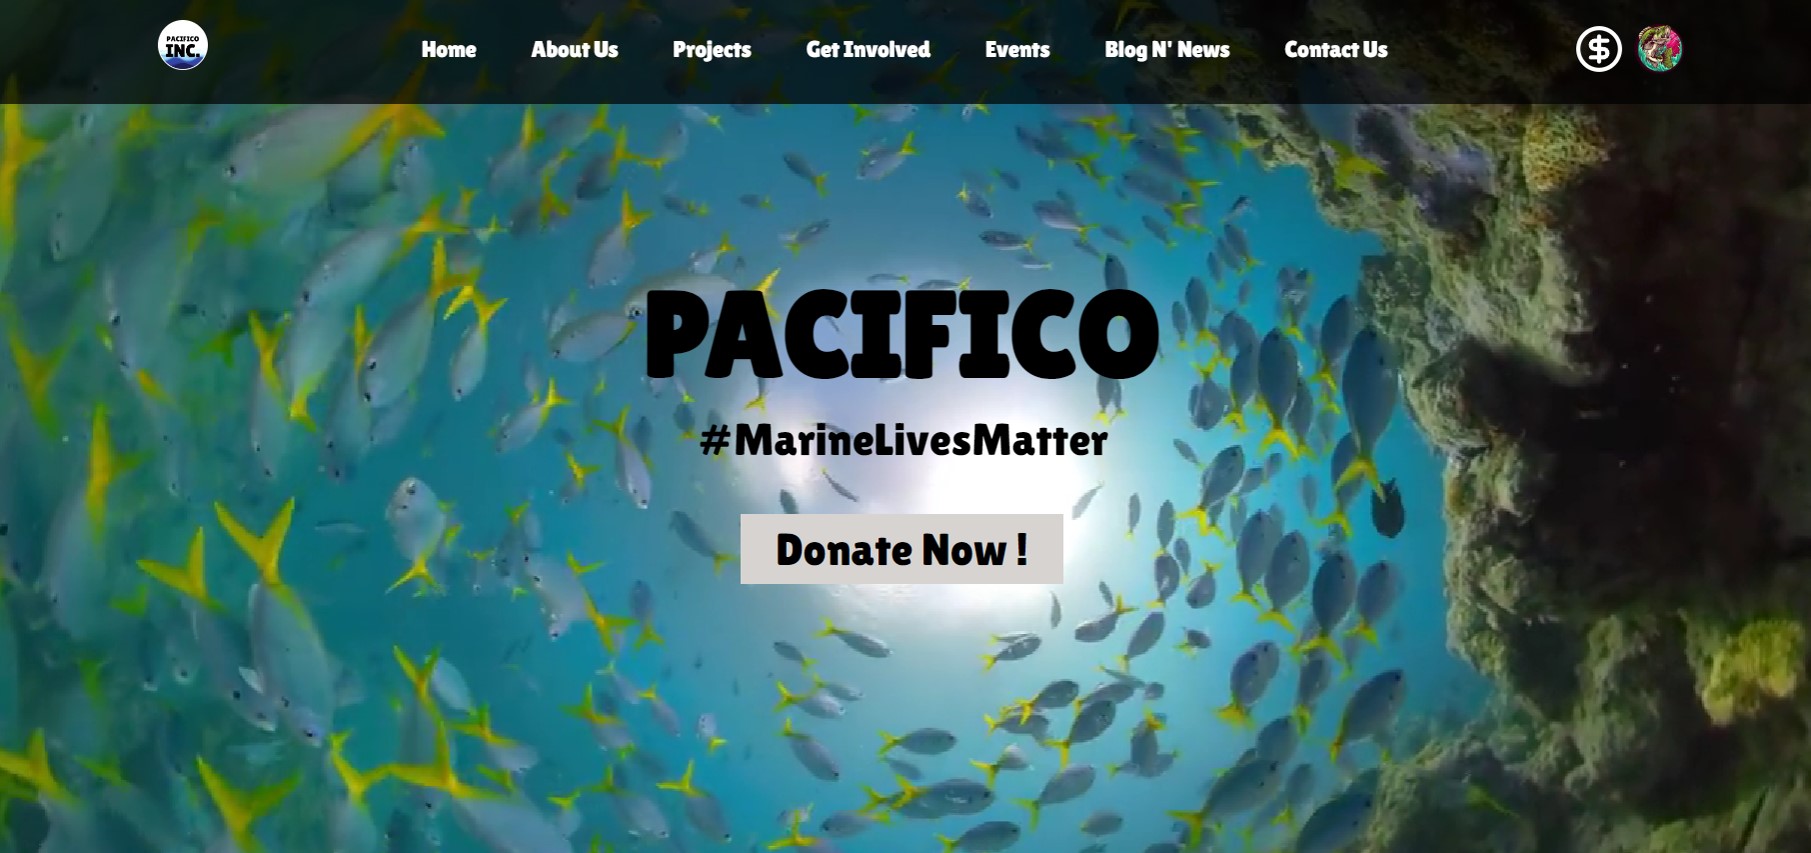 PACIFICO
INC.
Home About Us Projects Get Involved Events Blog N' News Contact Us
$
PACIFICO
#MarineLivesMatter
Donate Now !